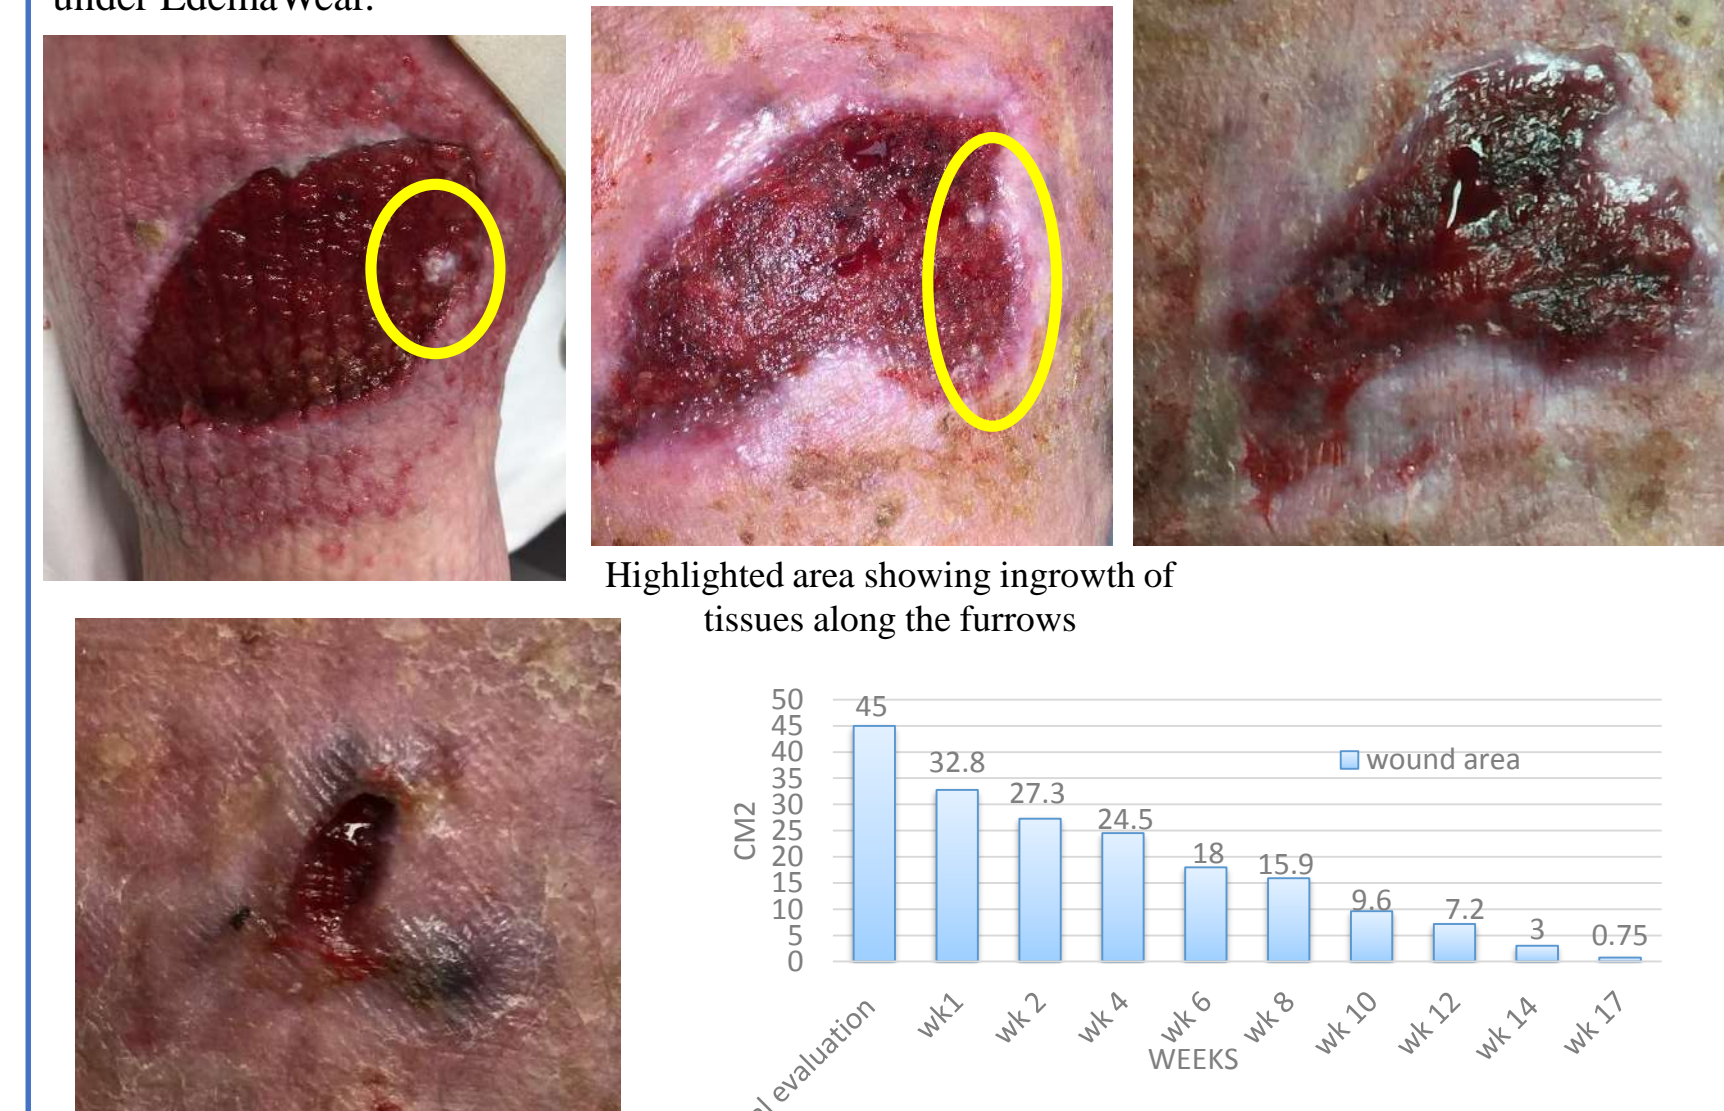 under EdemaWear.
Highlighted area showing ingrowth of
tissues along the furrows
50
45
40
35
30
25
20
15
10
5
0
CM2
45
32.8
27.3
24.5
18
15.9
9.6
7.2
3
0.75
wound area
evaluation
wk1
wk 2
wk 4
wk 6
wk 8
wk 10
wk 12
wk 14
wk 17
WEEKS